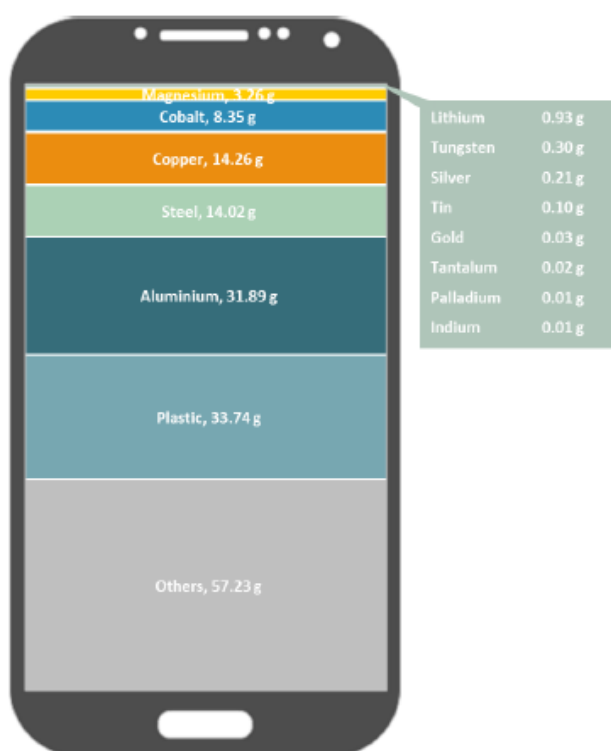 Magnesium, 3.26 g
Cobalt, 8.35 g
Copper, 14.26 g
Steel, 14.02 g
Aluminium, 31.89 g
Plastic, 33.74 g
Others, 57.23 g
Lithium 0.93 g
Tungsten 0.30 g
Silver 0.21 g
Tin 0.10 g
Gold 0.03 g
Tantalum 0.02 g
Palladium 0.01 g
Indium 0.01 g